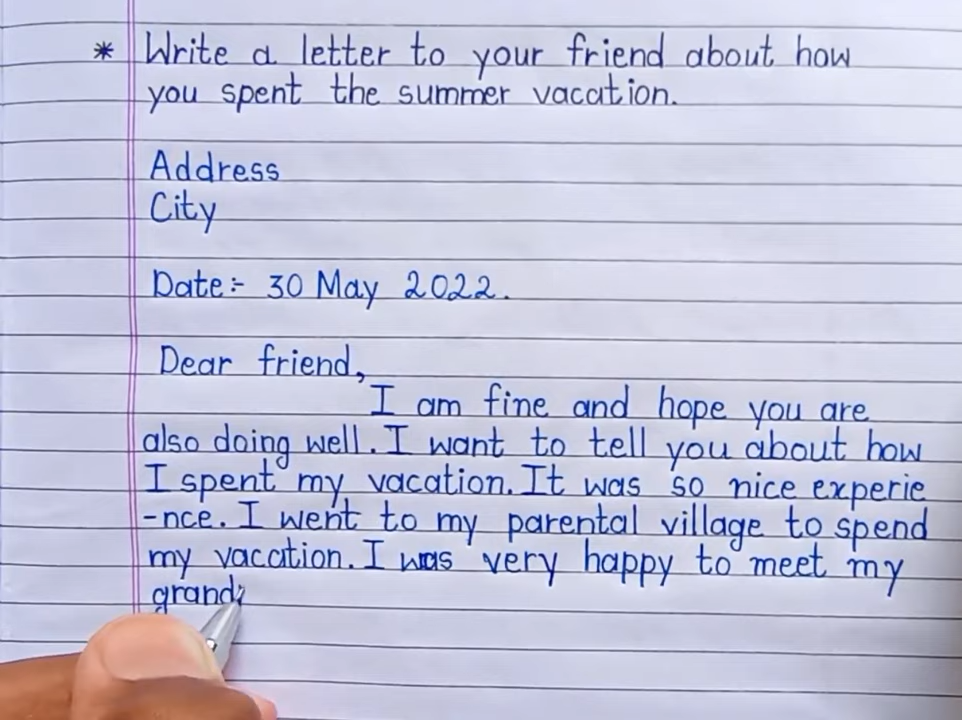 * Write a letter to your friend about how
you spent the summer vacation.
Address
City
Date:- 30 May 2022.
Dear friend,
I am fine and hope you are
also doing well. I want to tell you about how
I spent my vacation. It was so nice experie
-nce. I went to my parental village to spend
my vacation. I was very happy to meet my
grand